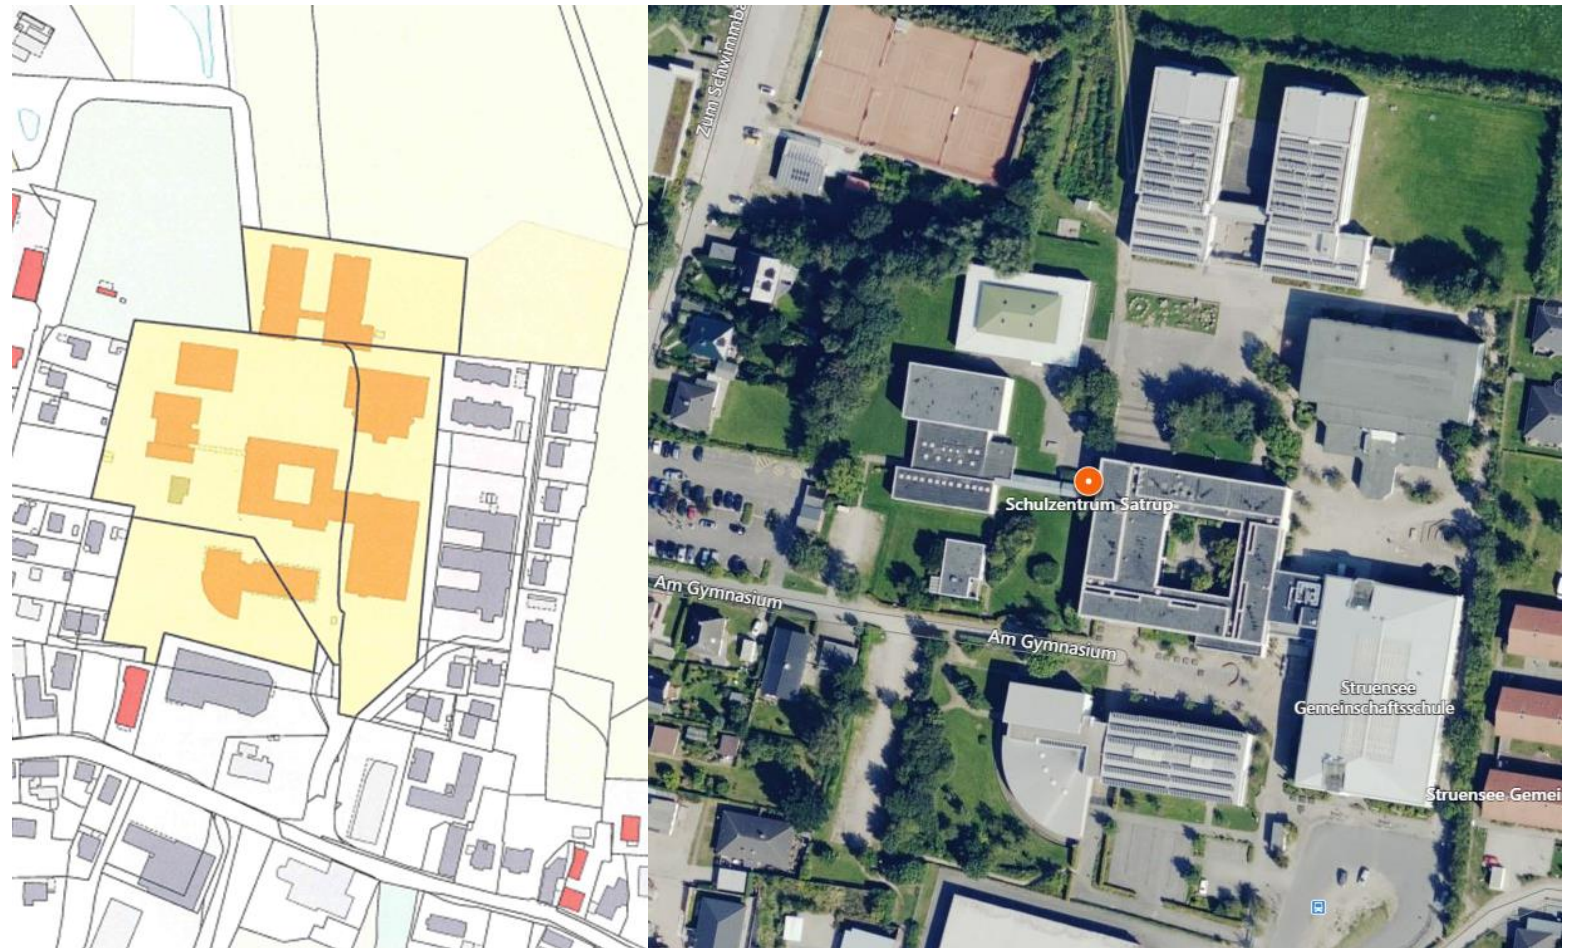 Zum Schwimmba
Schulzentrum Satrup
Am Gymnasium
Am Gymnasium
Struensee
Gemeinschaftsschule
Struensee Gemei